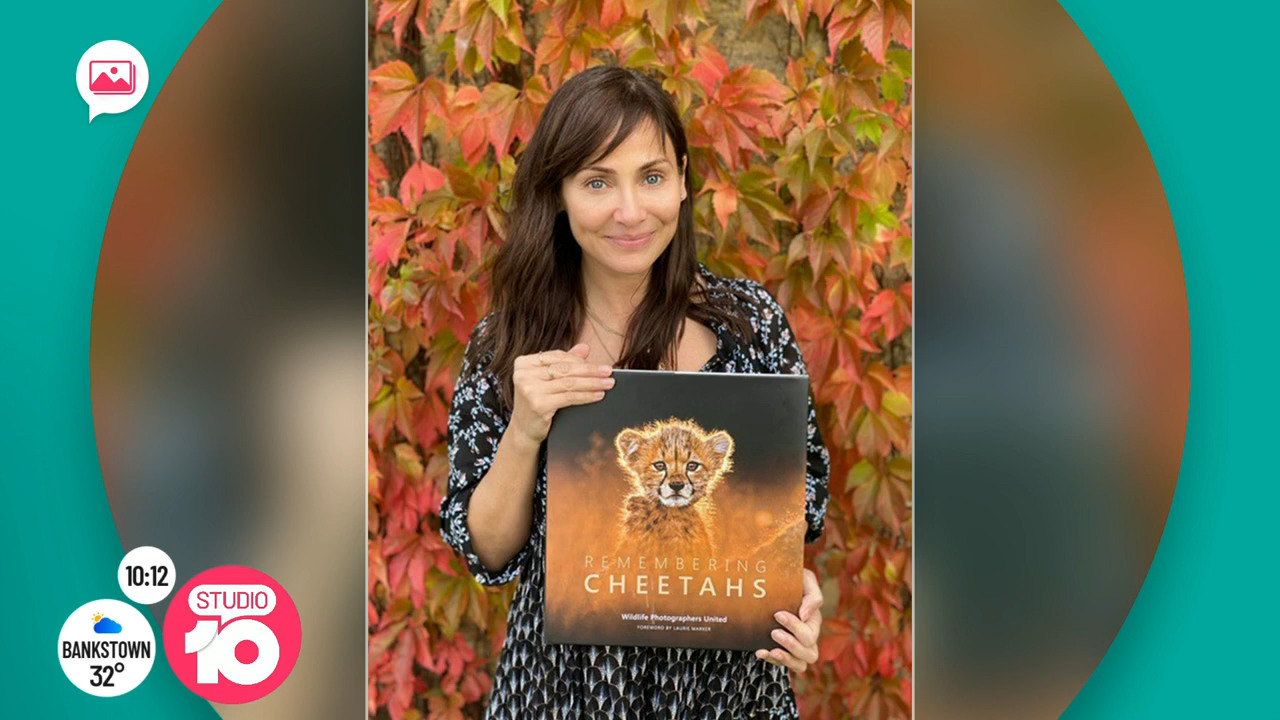 REMEMBERING
CHEETAHS
Wildlife Photographers United
FOREWORD BY LAURIE MARKER
10:12
STUDIO
10
BANKSTOWN
32°